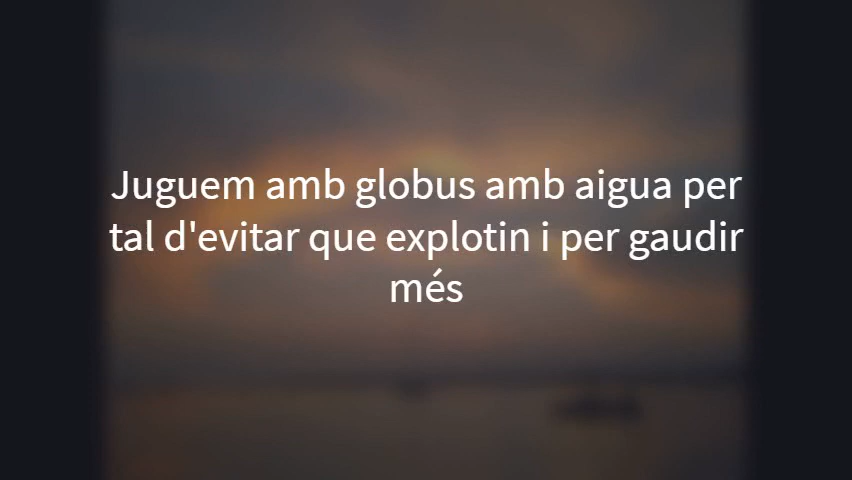 Juguem amb globus amb aigua per
tal d'evitar que explotin i per gaudir
més